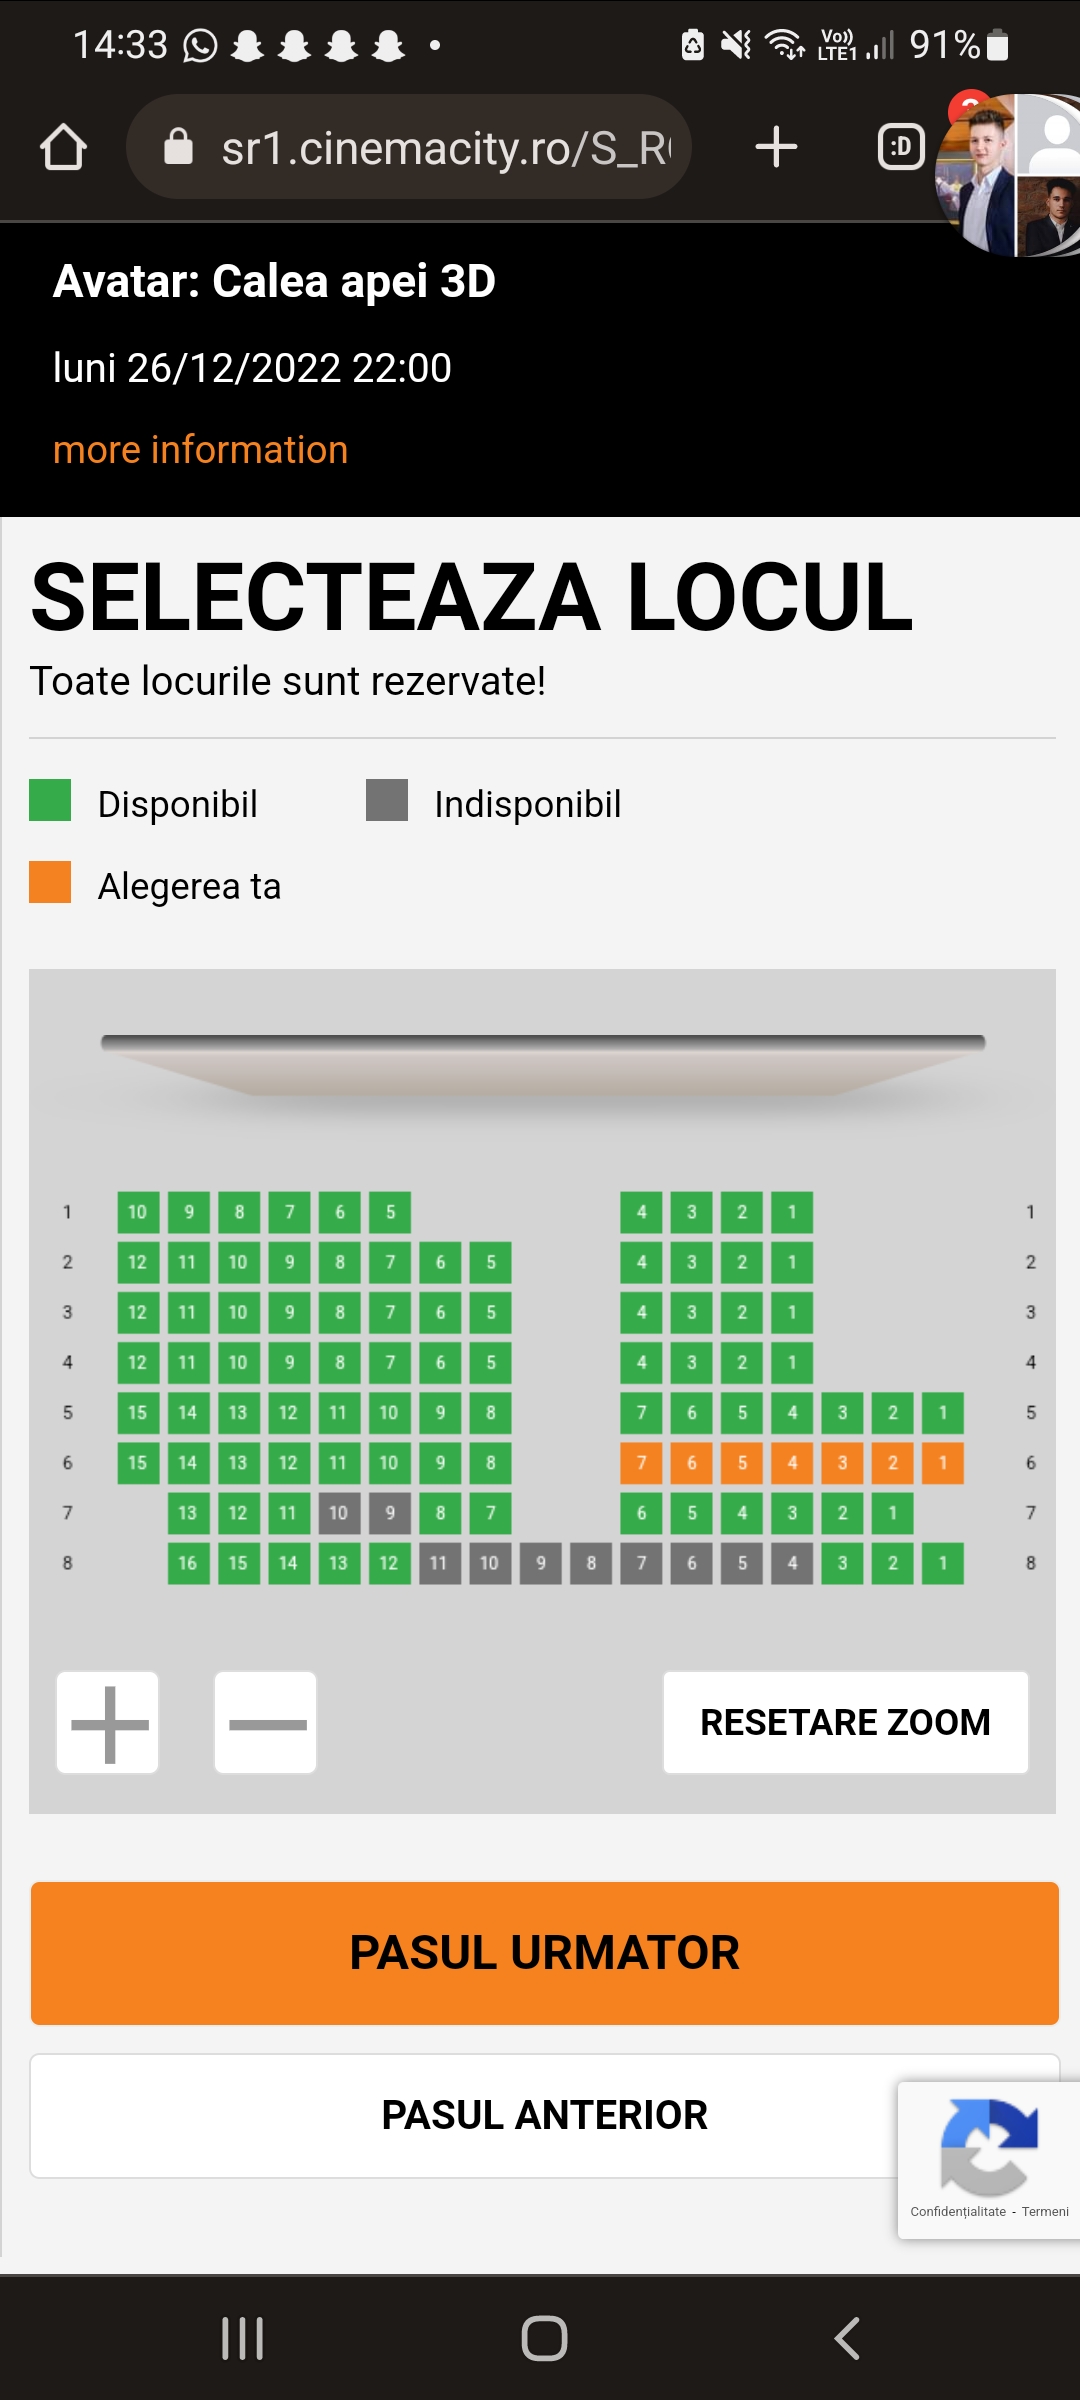 14:33 Vo)) LTE1 91%
sr1.cinemacity.ro/S_R :D
Avatar: Calea apei 3D
luni 26/12/2022 22:00
more information
SELECTEAZA LOCUL
Toate locurile sunt rezervate!
Disponibil Indisponibil
Alegerea ta
1 10 9 8 7 6 5 4 3 2 1 1
2 12 11 10 9 8 7 6 5 4 3 2 1 2
3 12 11 10 9 8 7 6 5 4 3 2 1 3
4 12 11 10 9 8 7 6 5 4 3 2 1 4
5 15 14 13 12 11 10 9 8 7 6 5 4 3 2 1 5
6 15 14 13 12 11 10 9 8 7 6 5 4 3 2 1 6
7 13 12 11 10 9 8 7 6 5 4 3 2 1 7
8 16 15 14 13 12 11 10 9 8 7 6 5 4 3 2 1 8
RESETARE ZOOM
PASUL URMATOR
PASUL ANTERIOR
Confidențialitate - Termeni